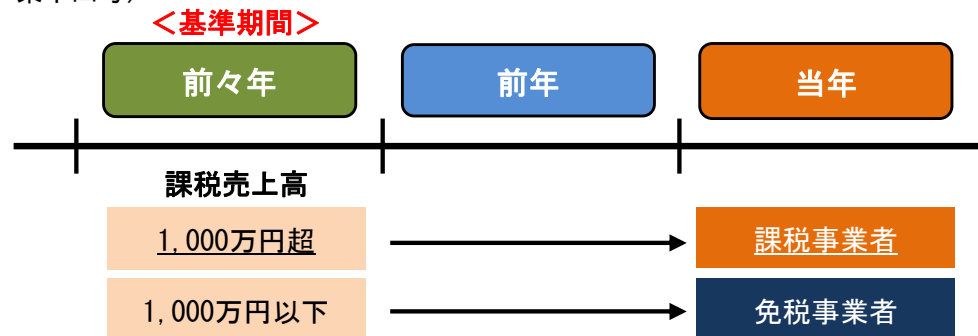 ＜基準期間＞
前々年
前年
当年
課税売上高
1,000万円超
課税事業者
1,000万円以下
免税事業者